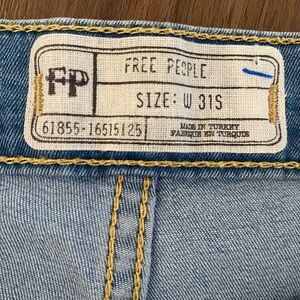 FP
FREE PEOPLE
SIZE: W 31S
61855-16515125
MADE IN TURKEY
FABRIQUE EN TURQUIE